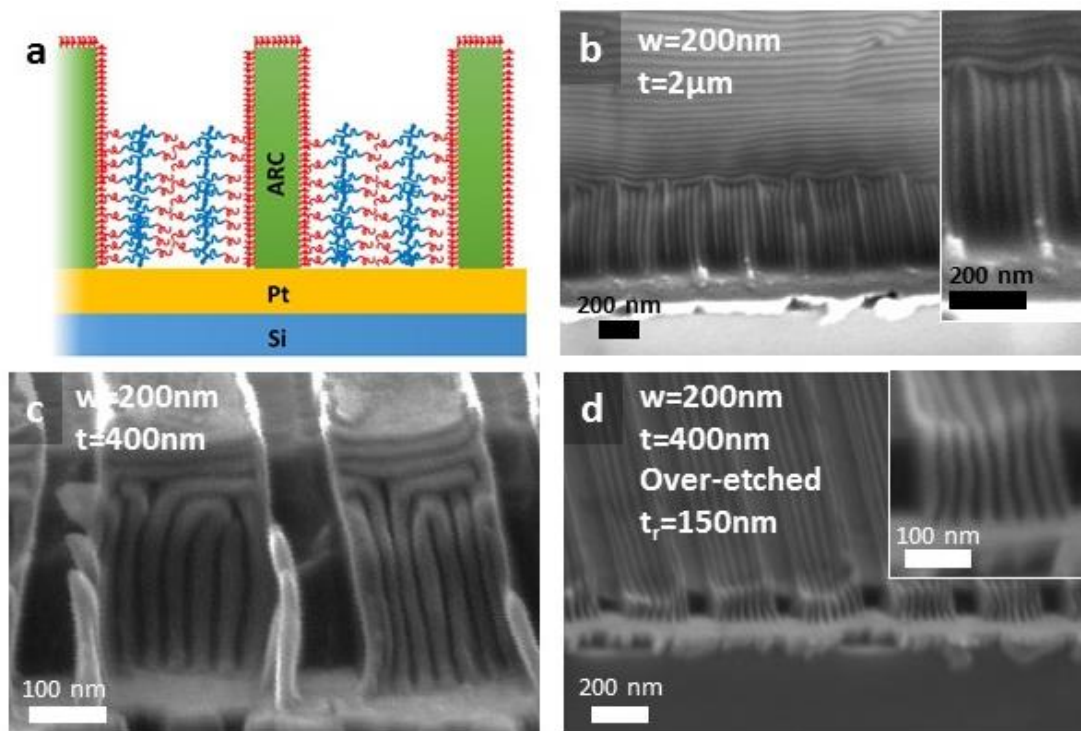 a
ARC
Pt
Si
b
w=200nm
t=2µm
200 nm
200 nm
c
w=200nm
t=400nm
100 nm
d
w=200nm
t=400nm
Over-etched
tᵣ=150nm
100 nm
200 nm